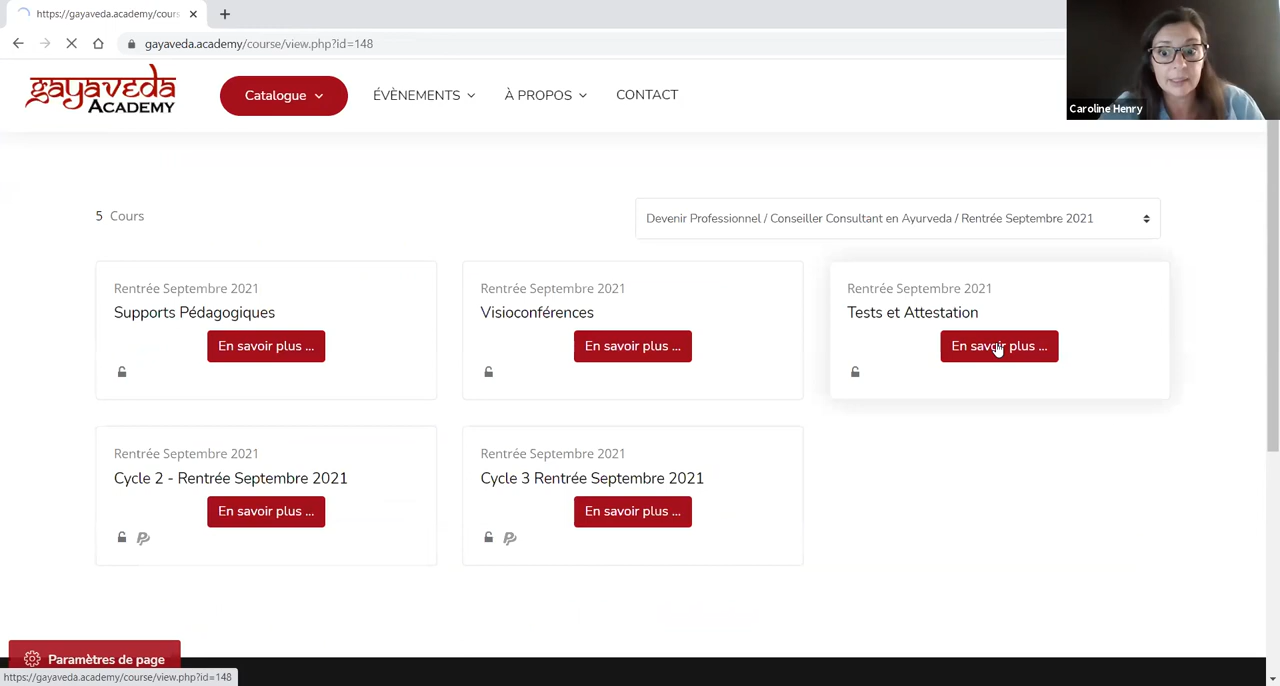 https://gayaveda.academy/cours
gayaveda.academy/course/view.php?id=148
Caroline Henry
gayaveda
ACADEMY
Catalogue
ÉVÈNEMENTS
À PROPOS
CONTACT
5 Cours
Devenir Professionnel / Conseiller Consultant en Ayurveda / Rentrée Septembre 2021
Rentrée Septembre 2021
Supports Pédagogiques
En savoir plus ...
Rentrée Septembre 2021
Visioconférences
En savoir plus ...
Rentrée Septembre 2021
Tests et Attestation
En savoir plus ...
Rentrée Septembre 2021
Cycle 2 - Rentrée Septembre 2021
En savoir plus ...
Rentrée Septembre 2021
Cycle 3 Rentrée Septembre 2021
En savoir plus ...
Paramètres de page
https://gayaveda.academy/course/view.php?id=148